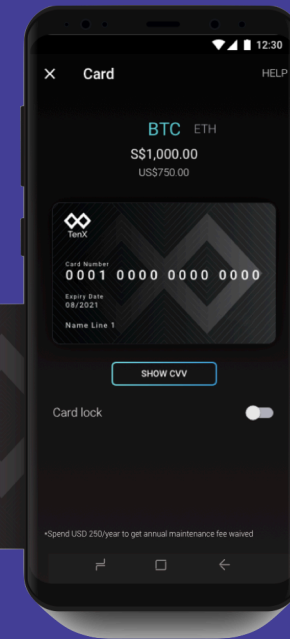 12:30
Card HELP
BTC ETH
S$1,000.00
US$750.00
TenX
Card Number
0001 0000 0000 0000
Expiry Date
08/2021
Name Line 1
SHOW CVV
Card lock
*Spend USD 250/year to get annual maintenance fee waived